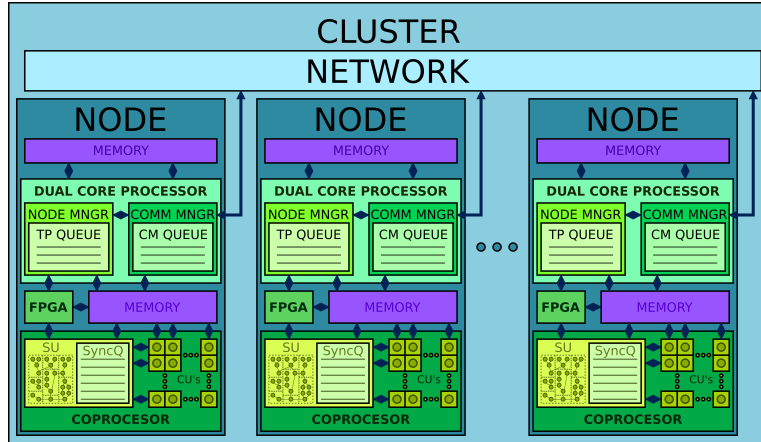 CLUSTER
NETWORK
NODE
MEMORY
DUAL CORE PROCESSOR
NODE MNGR
COMM MNGR
TP QUEUE
CM QUEUE
FPGA
MEMORY
SU
SyncQ
CU's
COPROCESOR
NODE
MEMORY
DUAL CORE PROCESSOR
NODE MNGR
COMM MNGR
TP QUEUE
CM QUEUE
FPGA
MEMORY
SU
SyncQ
CU's
COPROCESOR
NODE
MEMORY
DUAL CORE PROCESSOR
NODE MNGR
COMM MNGR
TP QUEUE
CM QUEUE
FPGA
MEMORY
SU
SyncQ
CU's
COPROCESOR